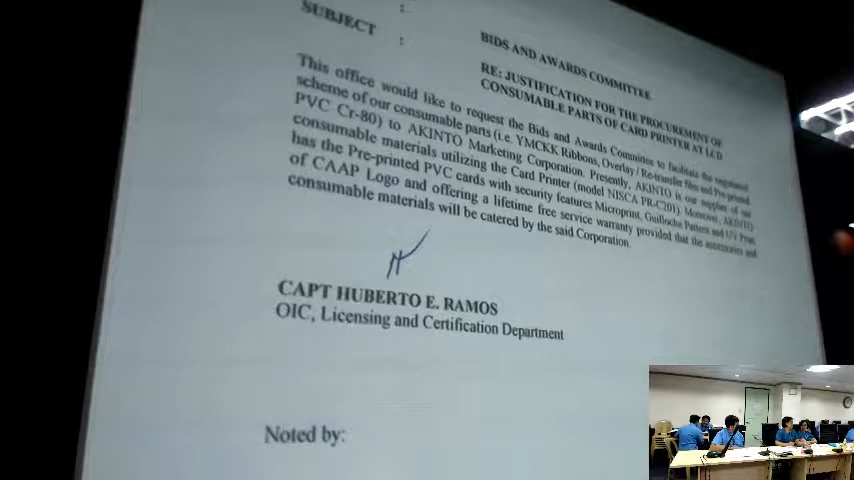 SUBJECT :
:
BIDS AND AWARDS COMMITTEE
RE: JUSTIFICATION FOR THE PROCUREMENT OF
CONSUMABLE PARTS OF CARD PRINTER AT LCD
This office would like to request the Bids and Awards Committee to facilitate the negotiated
scheme of our consumable parts (i.e. YMCKK Ribbons, Overlay / Re-transfer film and Pre-printed
PVC Cr-80) to AKINTO Marketing Corporation. Presently, AKINTO is our supplier of our
consumable materials utilizing the Card Printer (model NISCA PR-C201). Moreover, AKINTO
has the Pre-printed PVC cards with security features Microprint, Guilloche Pattern and UV Print
of CAAP Logo and offering a lifetime free service warranty provided that the accessories and
consumable materials will be catered by the said Corporation.
CAPT HUBERTO E. RAMOS
OIC, Licensing and Certification Department
Noted by: